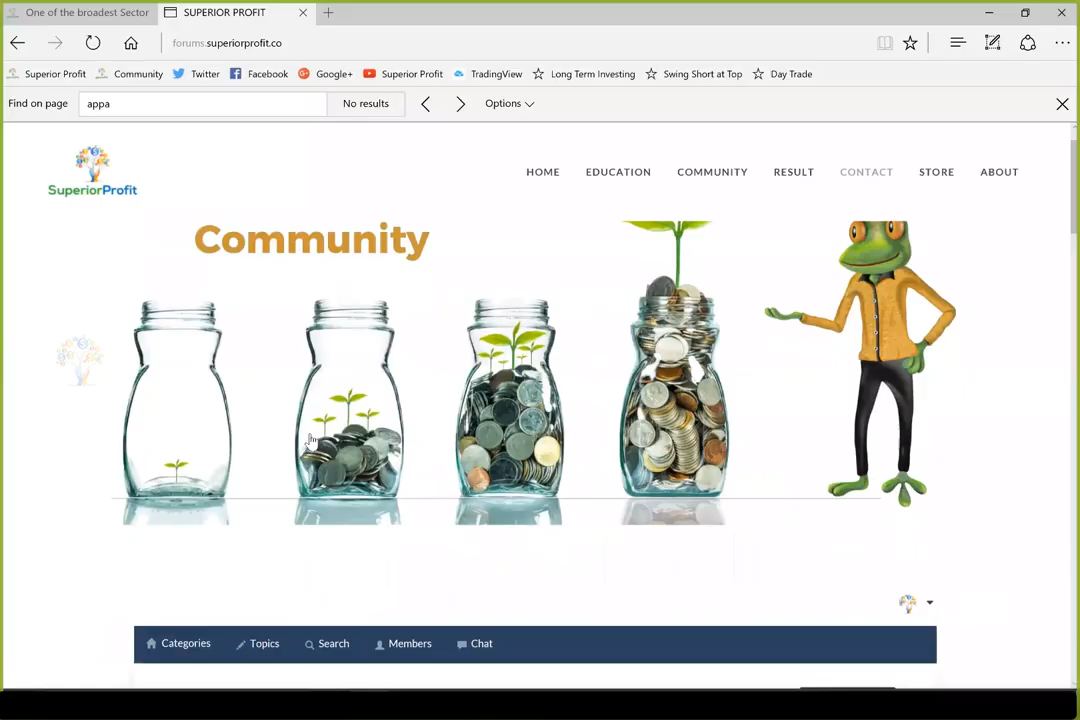 One of the broadest Sector
SUPERIOR PROFIT
forums.superiorprofit.co
Superior Profit Community Twitter Facebook Google+ Superior Profit TradingView Long Term Investing Swing Short at Top Day Trade
Find on page appa No results Options
SuperiorProfit
HOME EDUCATION COMMUNITY RESULT CONTACT STORE ABOUT
Community
Categories Topics Search Members Chat